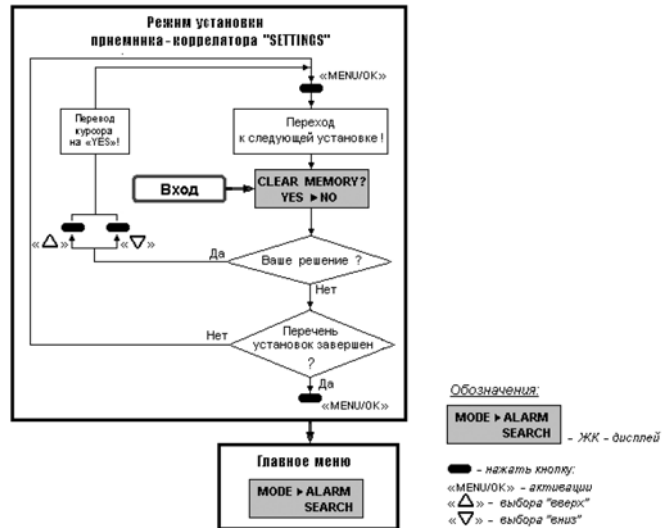 Режим установки
приемника - коррелятора "SETTINGS"
«MENU/OK»
Перевод
курсора
на «YES»!
Переход
к следующей установке !
Вход
CLEAR MEMORY?
YES ►NO
«△» «▽»
Да
Ваше решение ?
Нет
Нет
Перечень
установок завершен
?
Да
«MENU/OK»
Главное меню
MODE ► ALARM
SEARCH
Обозначения:
MODE ► ALARM
SEARCH
- ЖК - дисплей
- нажать кнопку:
«MENU/OK» - активации
«△» - выбора "вверх"
«▽» - выбора "вниз"